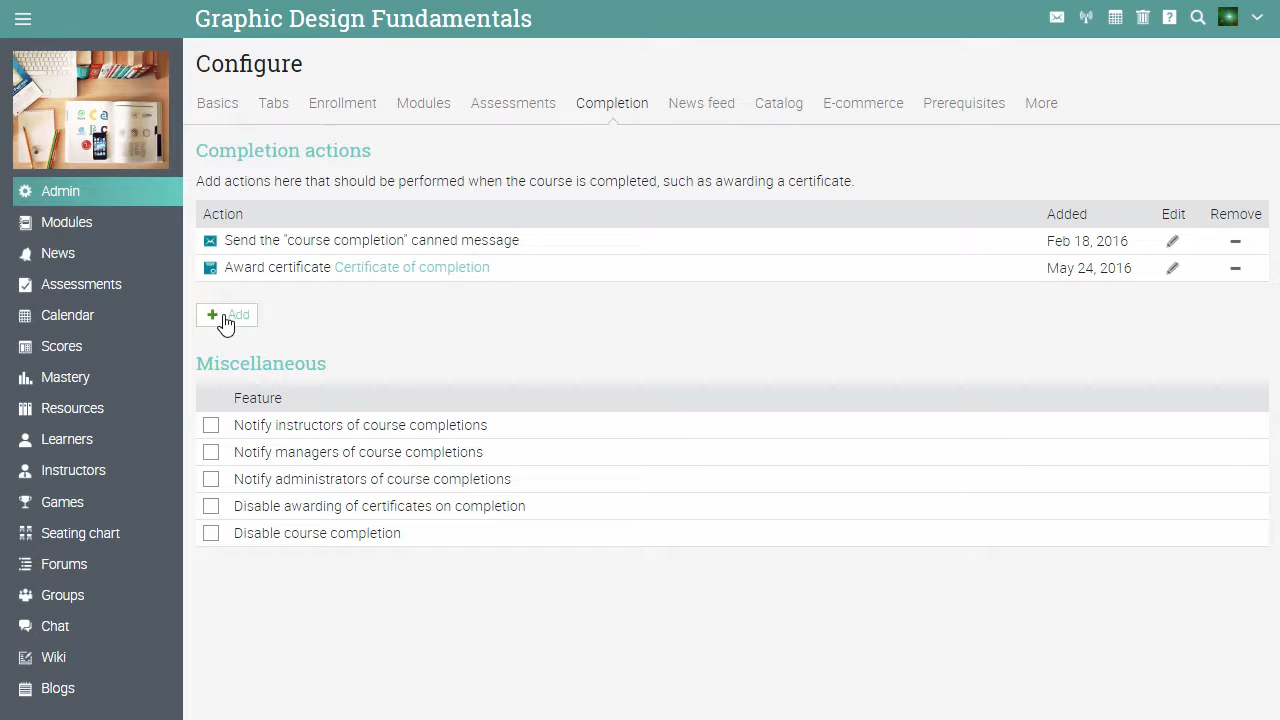 Graphic Design Fundamentals
Configure
Basics Tabs Enrollment Modules Assessments Completion News feed Catalog E-commerce Prerequisites More
Completion actions
Add actions here that should be performed when the course is completed, such as awarding a certificate.
Action Added Edit Remove
Send the "course completion" canned message Feb 18, 2016
Award certificate Certificate of completion May 24, 2016
Add
Miscellaneous
Feature
Notify instructors of course completions
Notify managers of course completions
Notify administrators of course completions
Disable awarding of certificates on completion
Disable course completion
Admin
Modules
News
Assessments
Calendar
Scores
Mastery
Resources
Learners
Instructors
Games
Seating chart
Forums
Groups
Chat
Wiki
Blogs